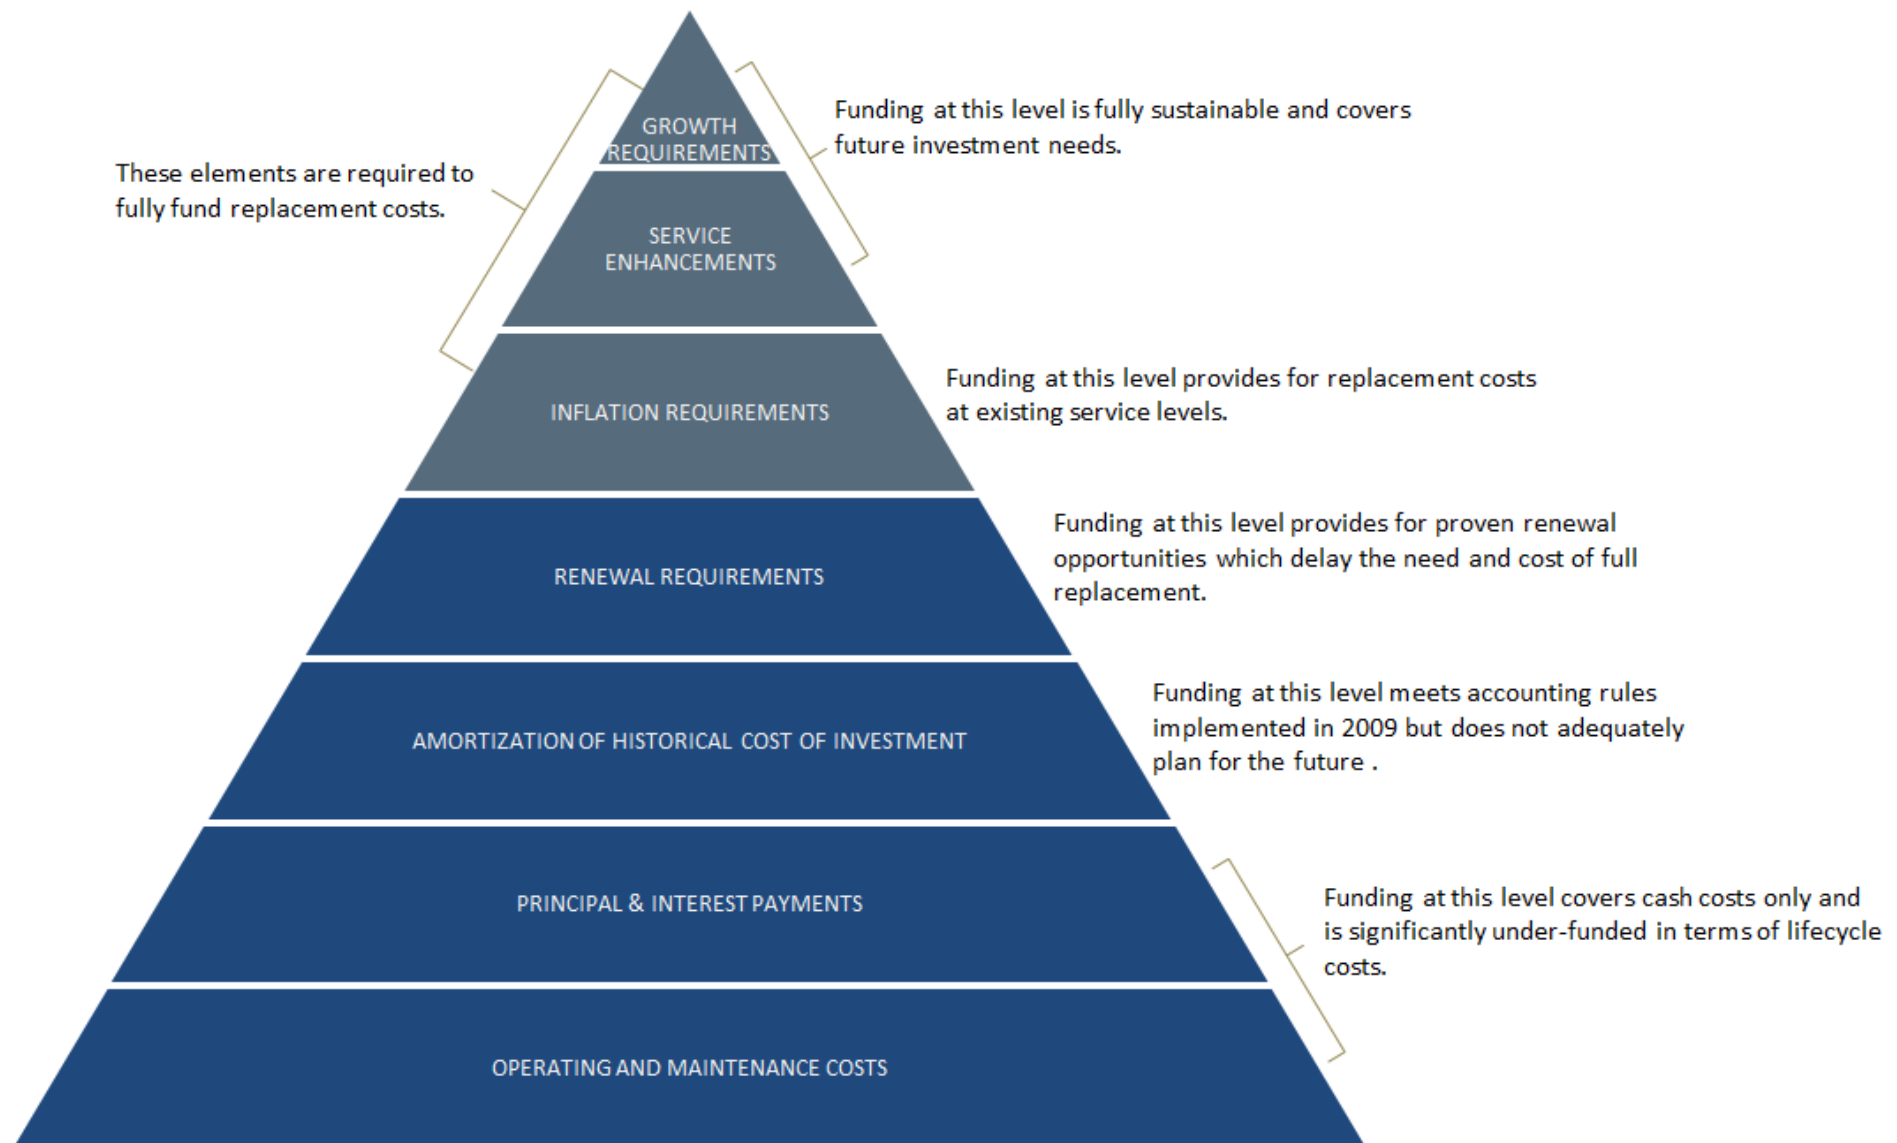 GROWTH
REQUIREMENTS
Funding at this level is fully sustainable and covers
future investment needs.
These elements are required to
fully fund replacement costs.
SERVICE
ENHANCEMENTS
INFLATION REQUIREMENTS
Funding at this level provides for replacement costs
at existing service levels.
RENEWAL REQUIREMENTS
Funding at this level provides for proven renewal
opportunities which delay the need and cost of full
replacement.
AMORTIZATION OF HISTORICAL COST OF INVESTMENT
Funding at this level meets accounting rules
implemented in 2009 but does not adequately
plan for the future .
PRINCIPAL & INTEREST PAYMENTS
Funding at this level covers cash costs only and
is significantly under-funded in terms of lifecycle
costs.
OPERATING AND MAINTENANCE COSTS